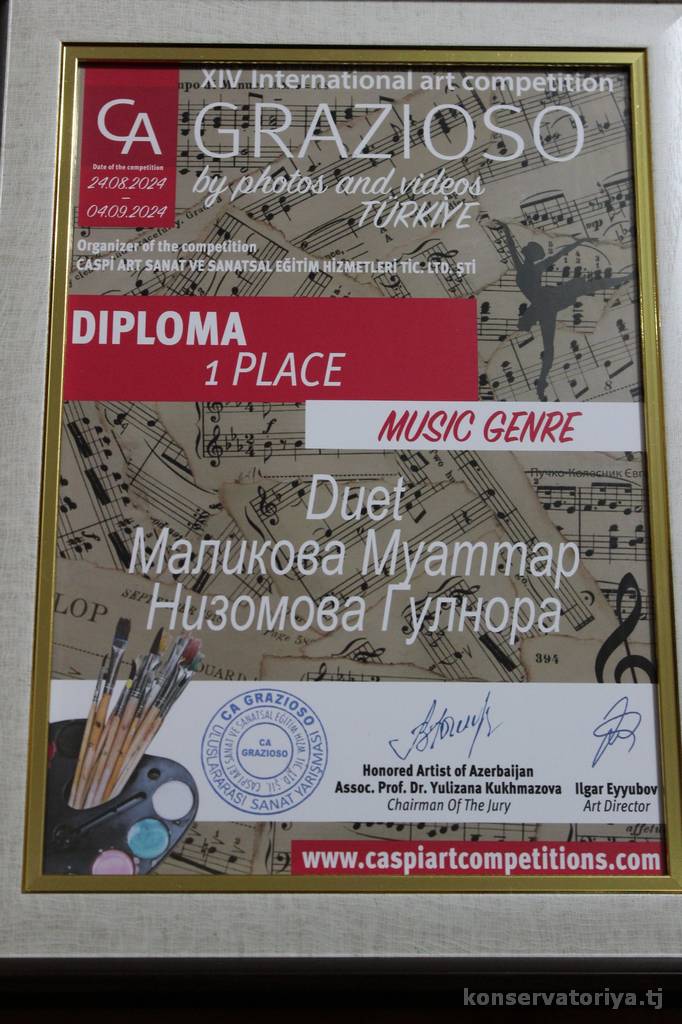 XIV International art competition
CA
GRAZIOSO
Date of the competition
24.08.2024
–
04.09.2024
by photos and videos
TÜRKİYE
Organizer of the competition
CASPİ ART SANAT VE SANATSAL EĞİTİM HİZMETLERİ TİC. LTD. ŞTİ
DIPLOMA
1 PLACE
MUSIC GENRE
Duet
Маликова Муаттар
Низомова Гулнора
394
CA GRAZIOSO
ULUSLARARASI SANAT YARIŞMASI
CA
GRAZIOSO
Honored Artist of Azerbaijan
Assoc. Prof. Dr. Yulizana Kukhmazova
Chairman Of The Jury
Ilgar Eyyubov
Art Director
www.caspiartcompetitions.com
konservatoriya.tj